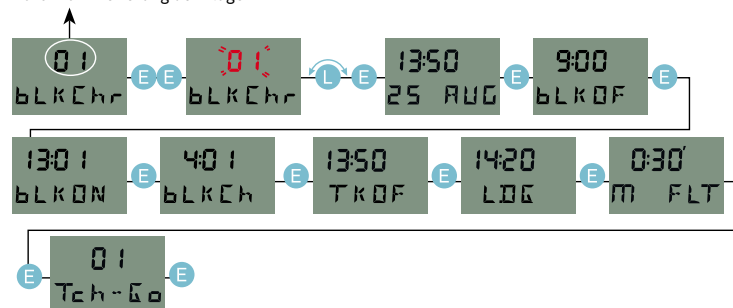 01 01 13:50 9:00
E E L E E E
bLKChr bLKChr 25 AUG bLKOF
13:01 4:01 13:50 14:20 0:30'
E E E E
bLKON bLKCh TKOF LDG M FLT
01
E E
Tch-Go